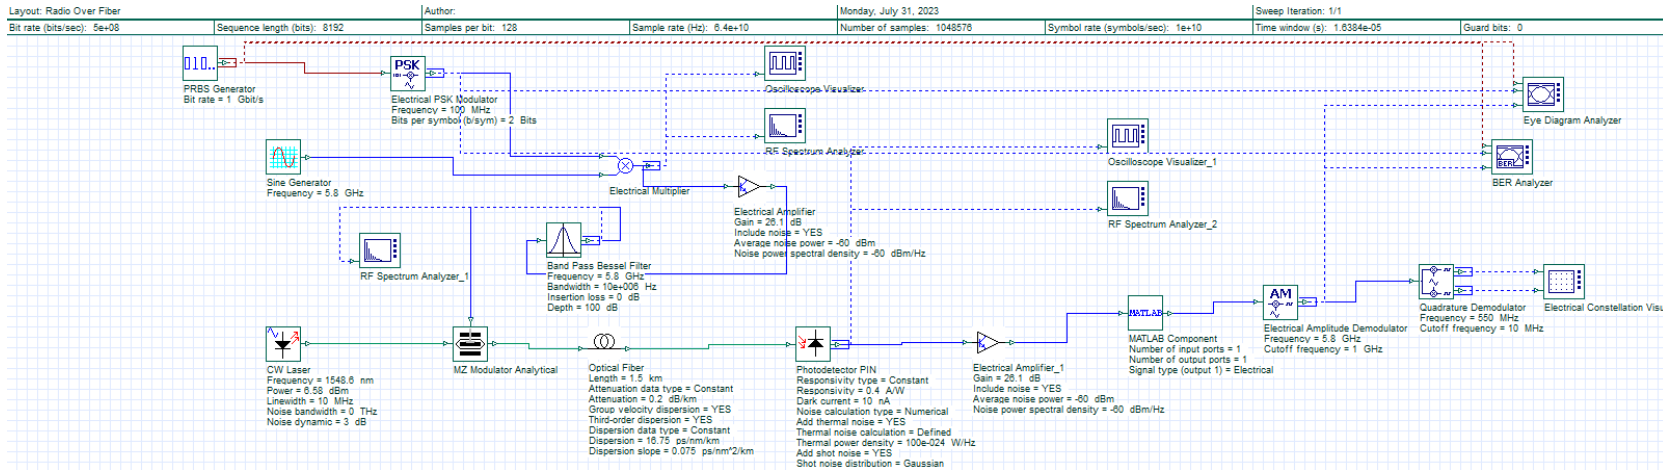 Layout: Radio Over Fiber
Author:
Monday, July 31, 2023
Sweep Iteration: 1/1
Bit rate (bits/sec): 5e+08
Sequence length (bits): 8192
Samples per bit: 128
Sample rate (Hz): 6.4e+10
Number of samples: 1048576
Symbol rate (symbols/sec): 1e+10
Time window (s): 1.6384e-05
Guard bits: 0
010..
PRBS Generator
Bit rate = 1 Gbit/s
PSK
Electrical PSK Modulator
Frequency = 100 MHz
Bits per symbol (b/sym) = 2 Bits
Oscilloscope Visualizer
RF Spectrum Analyzer
Eye Diagram Analyzer
Oscilloscope Visualizer_1
BER
BER Analyzer
Sine Generator
Frequency = 5.8 GHz
Electrical Multiplier
Electrical Amplifier
Gain = 26.1 dB
Include noise = YES
Average noise power = -60 dBm
Noise power spectral density = -60 dBm/Hz
RF Spectrum Analyzer_2
RF Spectrum Analyzer_1
Band Pass Bessel Filter
Frequency = 5.8 GHz
Bandwidth = 10e+006 Hz
Insertion loss = 0 dB
Depth = 100 dB
CW Laser
Frequency = 1548.6 nm
Power = 6.58 dBm
Linewidth = 10 MHz
Noise bandwidth = 0 THz
Noise dynamic = 3 dB
MZ Modulator Analytical
Optical Fiber
Length = 1.5 km
Attenuation data type = Constant
Attenuation = 0.2 dB/km
Group velocity dispersion = YES
Third-order dispersion = YES
Dispersion data type = Constant
Dispersion = 16.75 ps/nm/km
Dispersion slope = 0.075 ps/nm^2/km
Photodetector PIN
Responsivity type = Constant
Responsivity = 0.4 A/W
Dark current = 10 nA
Noise calculation type = Numerical
Add thermal noise = YES
Thermal noise calculation = Defined
Thermal power density = 100e-024 W/Hz
Add shot noise = YES
Shot noise distribution = Gaussian
Electrical Amplifier_1
Gain = 26.1 dB
Include noise = YES
Average noise power = -60 dBm
Noise power spectral density = -60 dBm/Hz
MATLAB
MATLAB Component
Number of input ports = 1
Number of output ports = 1
Signal type (output 1) = Electrical
AM
Electrical Amplitude Demodulator
Frequency = 5.8 GHz
Cutoff frequency = 1 GHz
Quadrature Demodulator
Frequency = 550 MHz
Cutoff frequency = 10 MHz
Electrical Constellation Visu